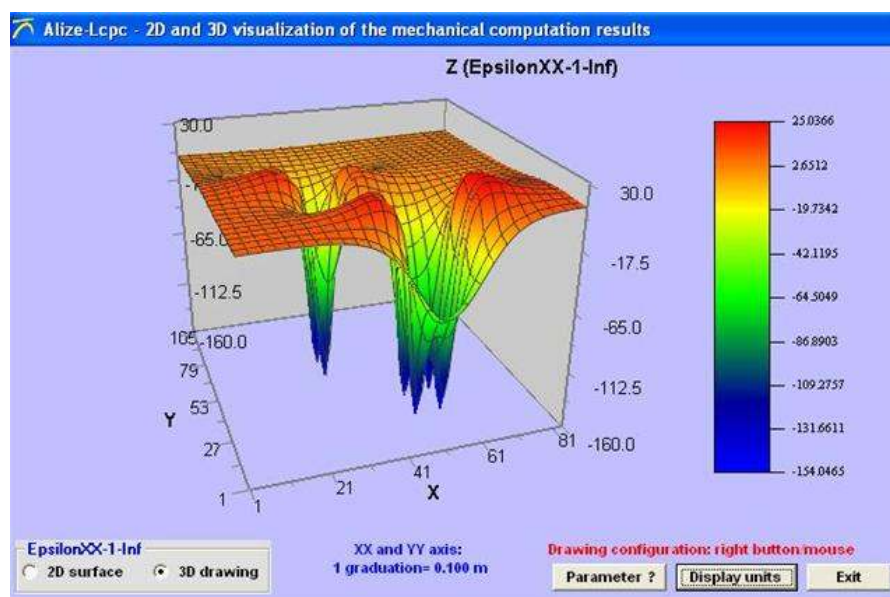 Alize-Lcpc - 2D and 3D visualization of the mechanical computation results
Z (EpsilonXX-1-Inf)
30.0
-65.0
-112.5
-160.0
105
79
53
27
1
Y
1
21
41
61
81
X
30.0
-17.5
-65.0
-112.5
-160.0
25.0366
2.6512
-19.7342
-42.1195
-64.5049
-86.8903
-109.2757
-131.6611
-154.0465
EpsilonXX-1-Inf
2D surface
3D drawing
XX and YY axis:
1 graduation= 0.100 m
Drawing configuration: right button/mouse
Parameter ?
Display units
Exit